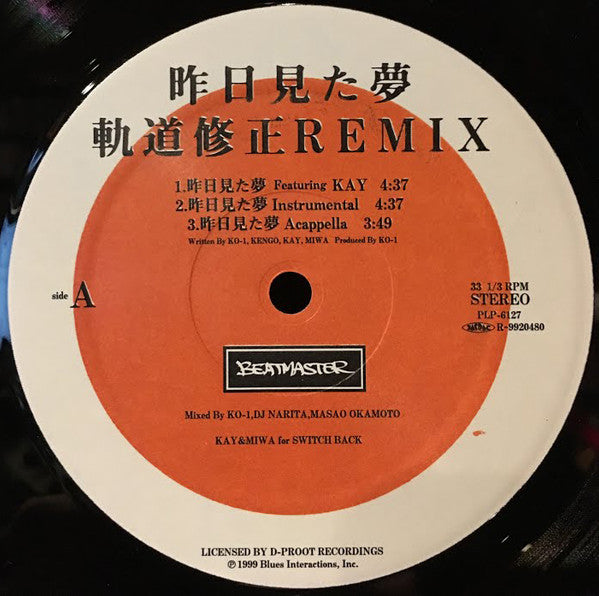 昨日見た夢
軌道修正REMIX
1.昨日見た夢 Featuring KAY 4:37
2.昨日見た夢 Instrumental 4:37
3.昨日見た夢 Acappella 3:49
Written By KO-1, KENGO, KAY, MIWA Produced By KO-1
side A
33 1/3 RPM
STEREO
PLP-6127
R-9920480
BEATMASTER
Mixed By KO-1,DJ NARITA,MASAO OKAMOTO
KAY&MIWA for SWITCH BACK
LICENSED BY D-PROOT RECORDINGS
℗ 1999 Blues Interactions, Inc.